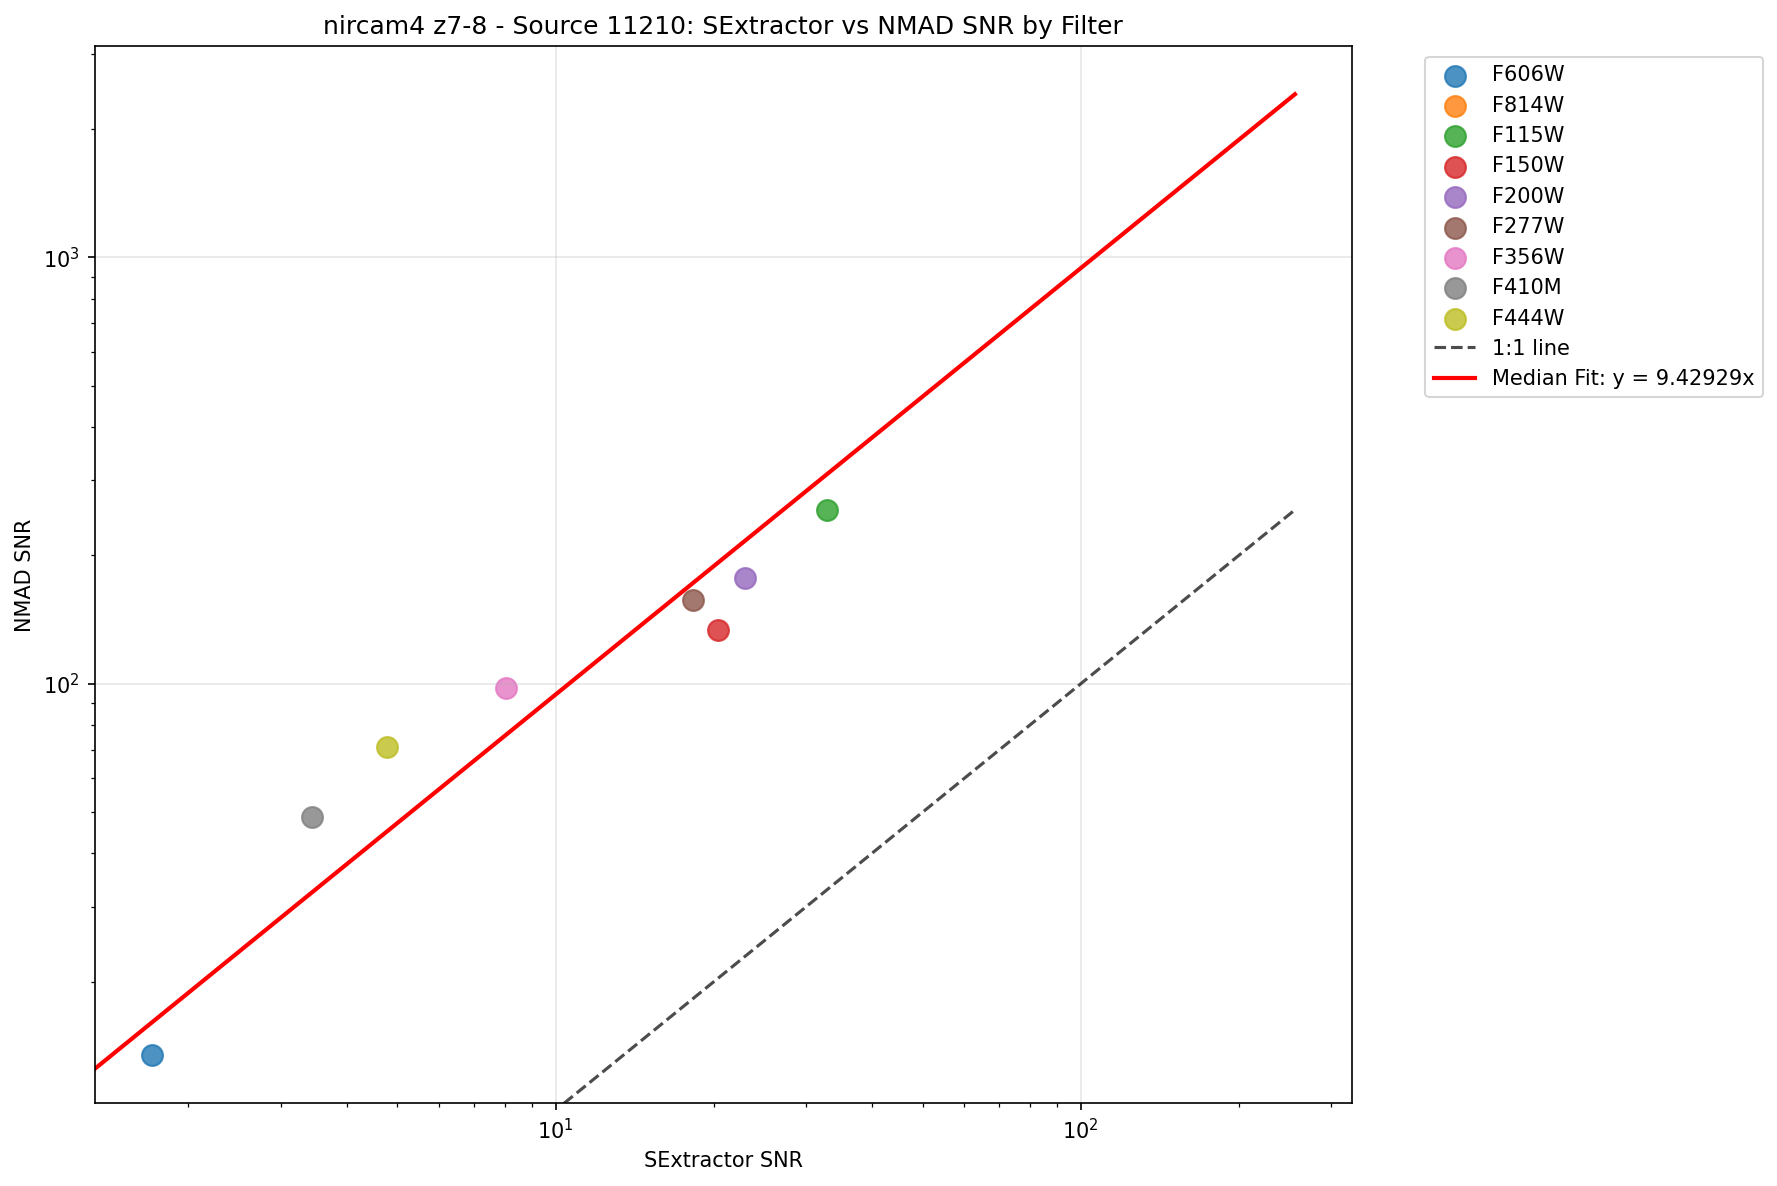 nircam4 z7-8 - Source 11210: SExtractor vs NMAD SNR by Filter
F606W
F814W
F115W
F150W
F200W
F277W
F356W
F410M
F444W
1:1 line
Median Fit: y = 9.42929x
NMAD SNR
10³
10²
10¹
10²
SExtractor SNR